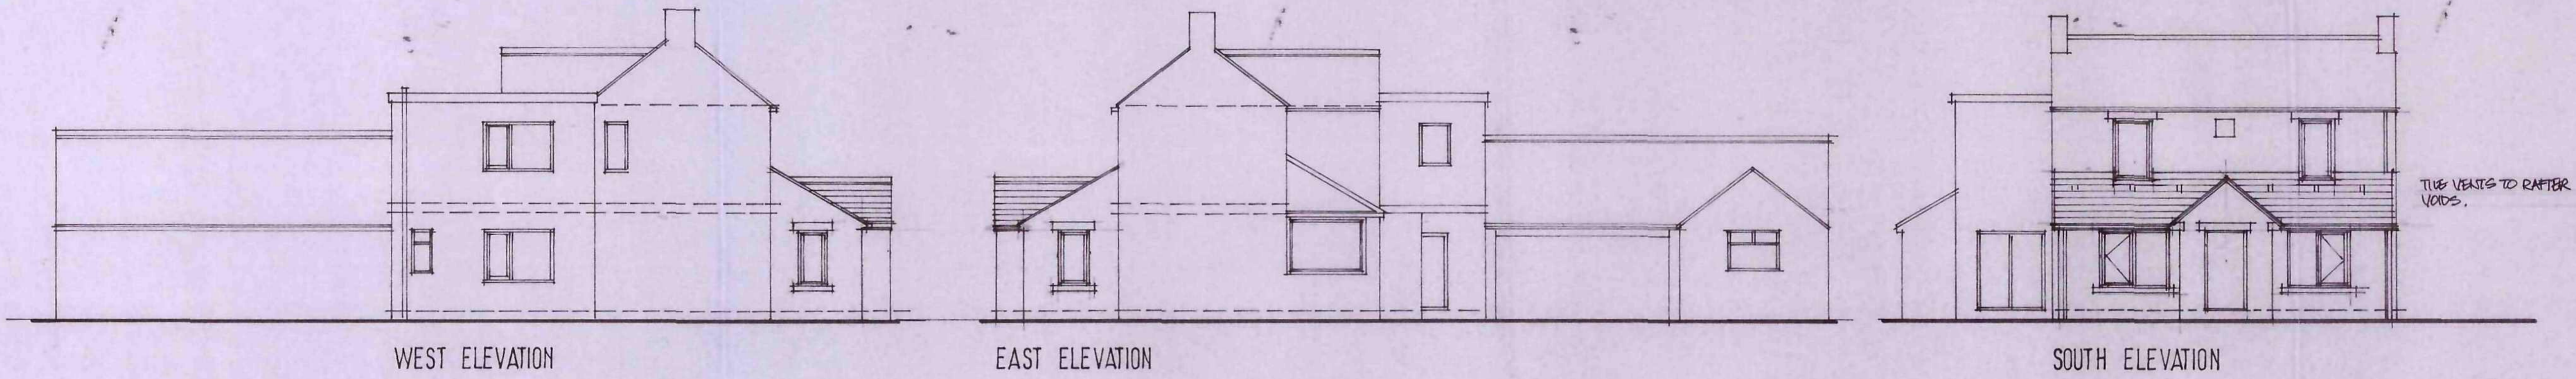 TILE VENTS TO RAFTER
VOIDS.
WEST ELEVATION
EAST ELEVATION
SOUTH ELEVATION